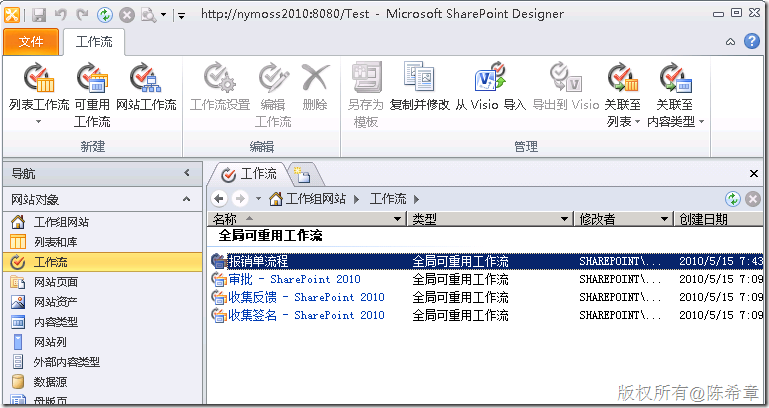 http://nymoss2010:8080/Test - Microsoft SharePoint Designer
文件
工作流
列表工作流
可重用
工作流
网站工作流
新建
工作流设置
编辑
工作流
删除
编辑
另存为
模板
复制并修改
从 Visio 导入
导出到 Visio
关联至
列表
关联至
内容类型
管理
导航
网站对象
工作组网站
列表和库
工作流
网站页面
网站资产
内容类型
网站列
外部内容类型
数据源
母版页
工作流
工作组网站 工作流
名称 类型 修改者 创建日期
全局可重用工作流
报销单流程 全局可重用工作流 SHAREPOINT\... 2010/5/15 7:43
审批 - SharePoint 2010 全局可重用工作流 SHAREPOINT\... 2010/5/15 7:09
收集反馈 - SharePoint 2010 全局可重用工作流 SHAREPOINT\... 2010/5/15 7:09
收集签名 - SharePoint 2010 全局可重用工作流 SHAREPOINT\... 2010/5/15 7:09
版权所有@陈希章